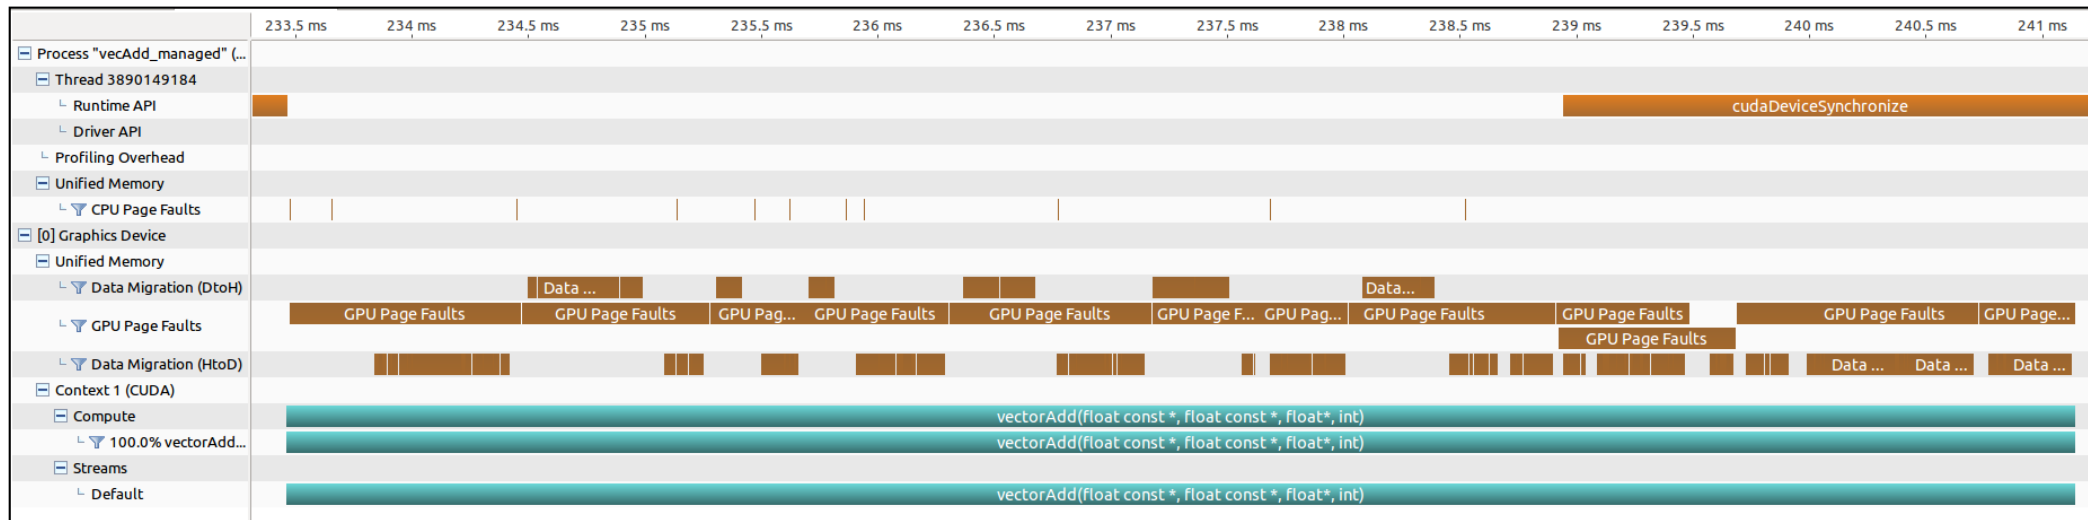 233.5 ms 234 ms 234.5 ms 235 ms 235.5 ms 236 ms 236.5 ms 237 ms 237.5 ms 238 ms 238.5 ms 239 ms 239.5 ms 240 ms 240.5 ms 241 ms
Process "vecAdd_managed" (...
Thread 3890149184
Runtime API cudaDeviceSynchronize
Driver API
Profiling Overhead
Unified Memory
CPU Page Faults
[0] Graphics Device
Unified Memory
Data Migration (DtoH) Data ... Data...
GPU Page Faults GPU Page Faults GPU Page Faults GPU Pag... GPU Page Faults GPU Page Faults GPU Page F... GPU Pag... GPU Page Faults GPU Page Faults GPU Page Faults GPU Page...
GPU Page Faults
Data Migration (HtoD) Data ... Data ... Data ...
Context 1 (CUDA)
Compute vectorAdd(float const *, float const *, float*, int)
100.0% vectorAdd... vectorAdd(float const *, float const *, float*, int)
Streams
Default vectorAdd(float const *, float const *, float*, int)